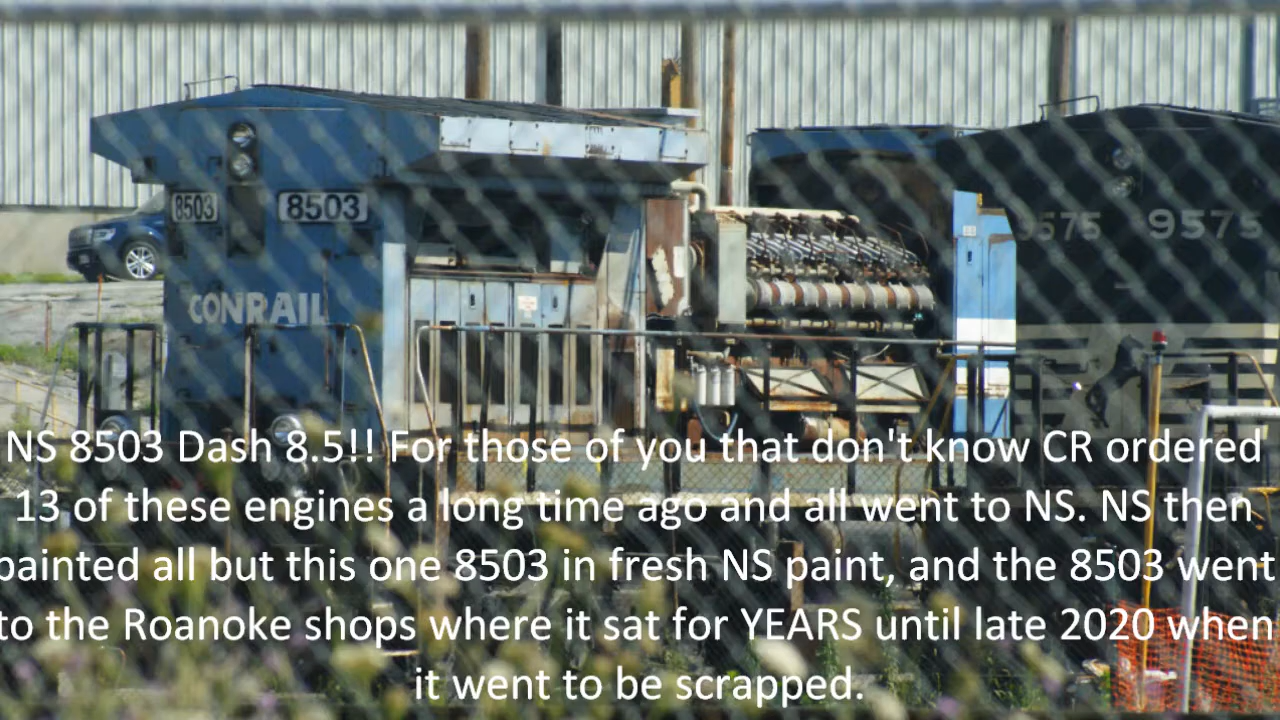 8503
8503
9575
9575
CONRAIL
NS 8503 Dash 8.5!! For those of you that don't know CR ordered
13 of these engines a long time ago and all went to NS. NS then
painted all but this one 8503 in fresh NS paint, and the 8503 went
to the Roanoke shops where it sat for YEARS until late 2020 when
it went to be scrapped.